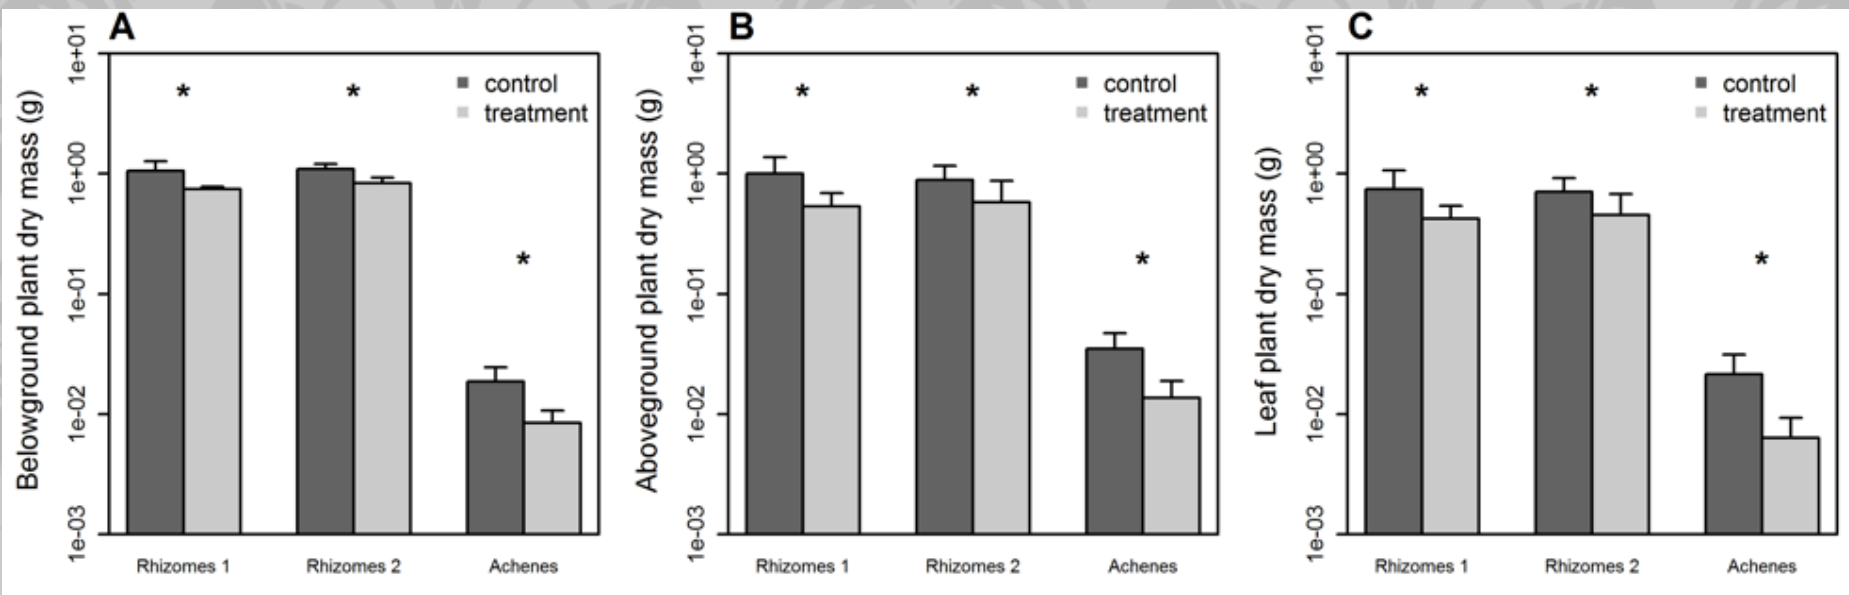 A
Belowground plant dry mass (g)
1e+01
1e+00
1e-01
1e-02
1e-03
* * *
control
treatment
Rhizomes 1 Rhizomes 2 Achenes
B
Aboveground plant dry mass (g)
1e+01
1e+00
1e-01
1e-02
1e-03
* * *
control
treatment
Rhizomes 1 Rhizomes 2 Achenes
C
Leaf plant dry mass (g)
1e+01
1e+00
1e-01
1e-02
1e-03
* * *
control
treatment
Rhizomes 1 Rhizomes 2 Achenes